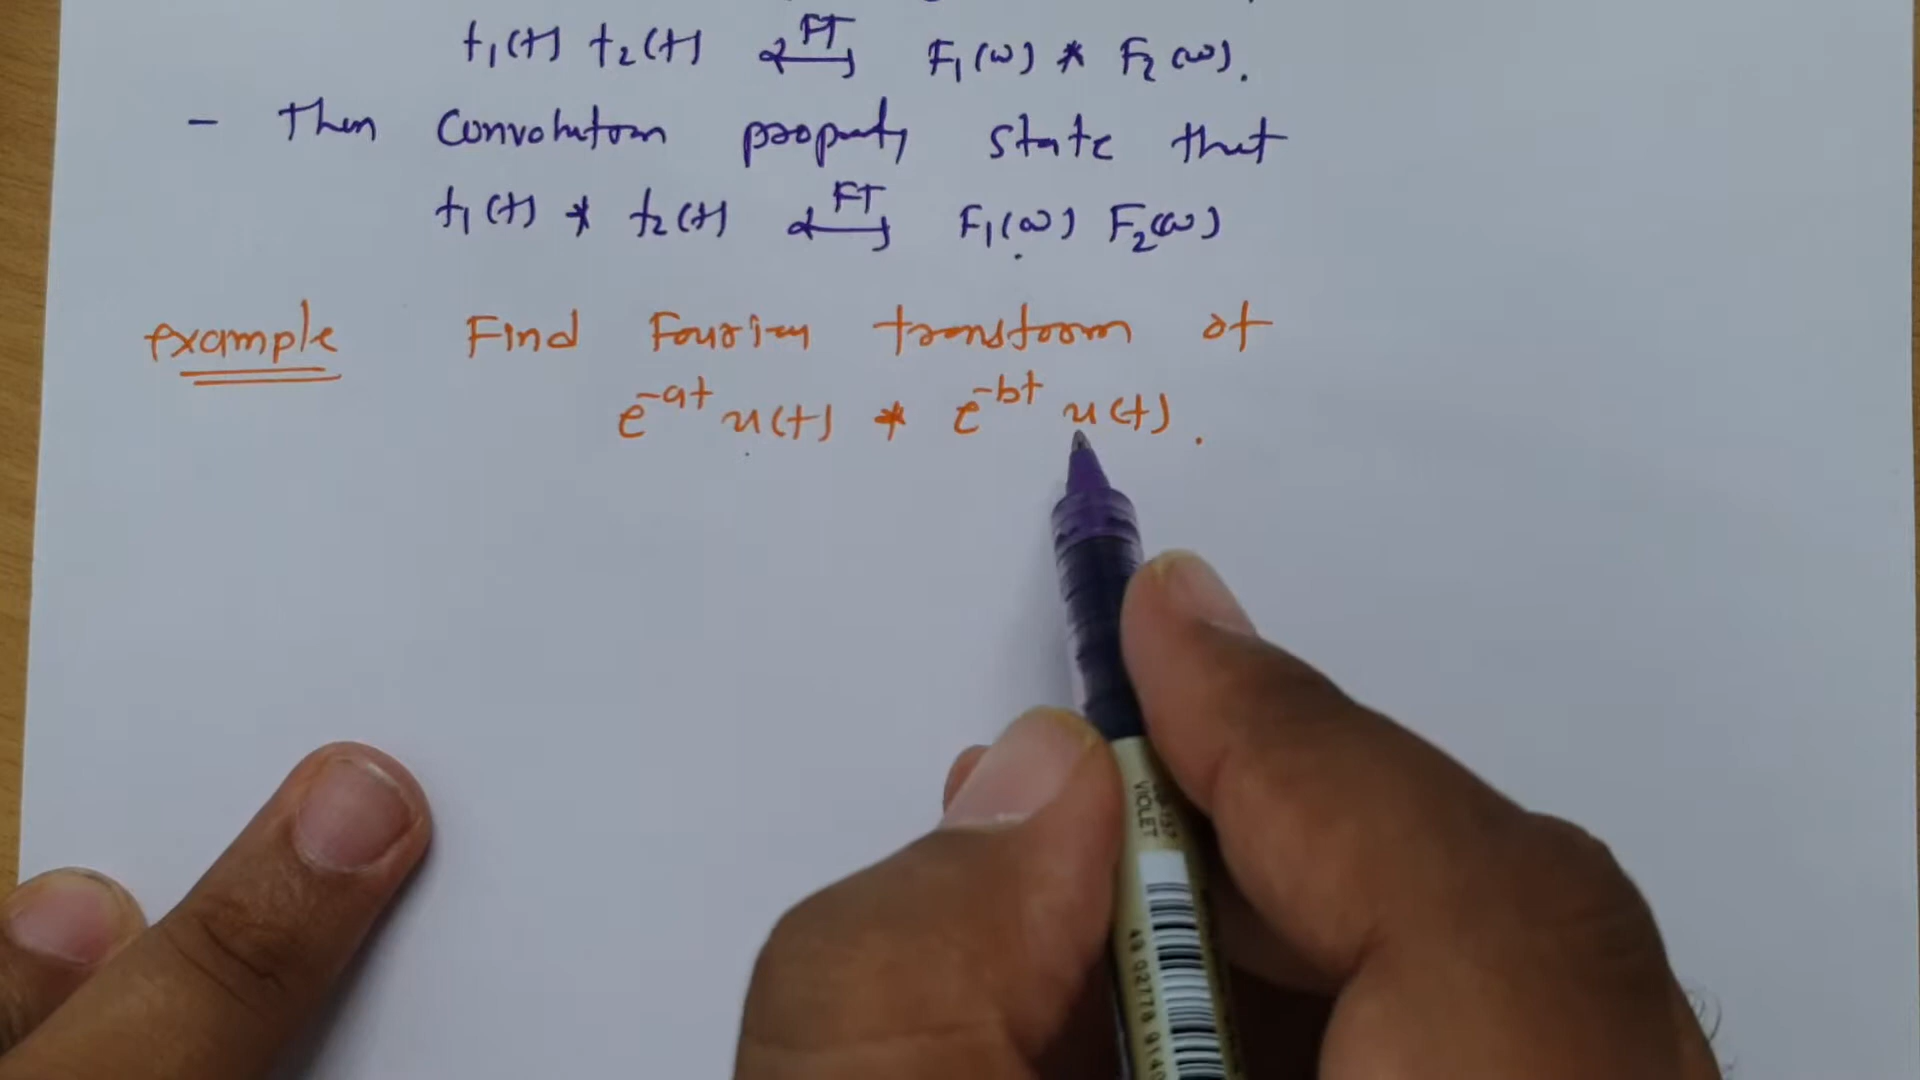 f₁(t) f₂(t) ⟷ FT F₁(ω) * F₂(ω).
- Then Convolution property state that
f₁(t) * f₂(t) ⟷ FT F₁(ω) F₂(ω)
example Find Fourier transform of
e^-at u(t) * e^-bt u(t).
VIOLET